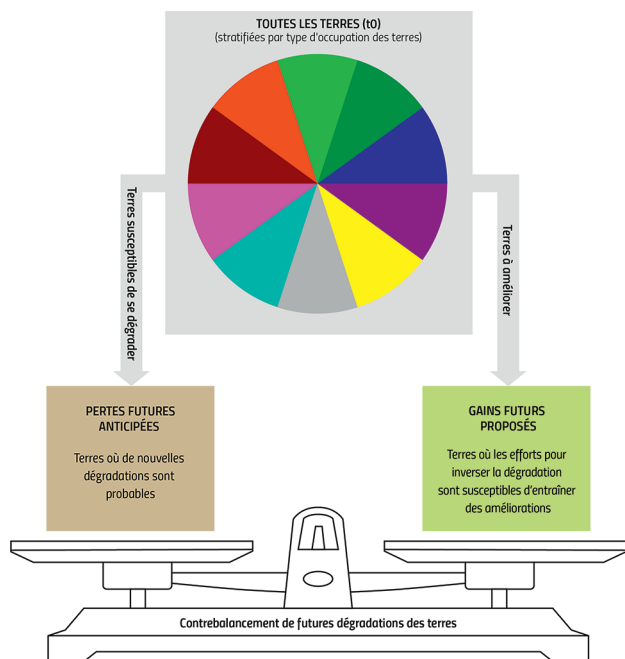 TOUTES LES TERRES (t0)
(stratifiées par type d'occupation des terres)
Terres susceptibles de se dégrader
Terres à améliorer
PERTES FUTURES
ANTICIPÉES
Terres où de nouvelles
dégradations sont
probables
GAINS FUTURS
PROPOSÉS
Terres où les efforts pour
inverser la dégradation
sont susceptibles d'entraîner
des améliorations
Contrebalancement de futures dégradations des terres